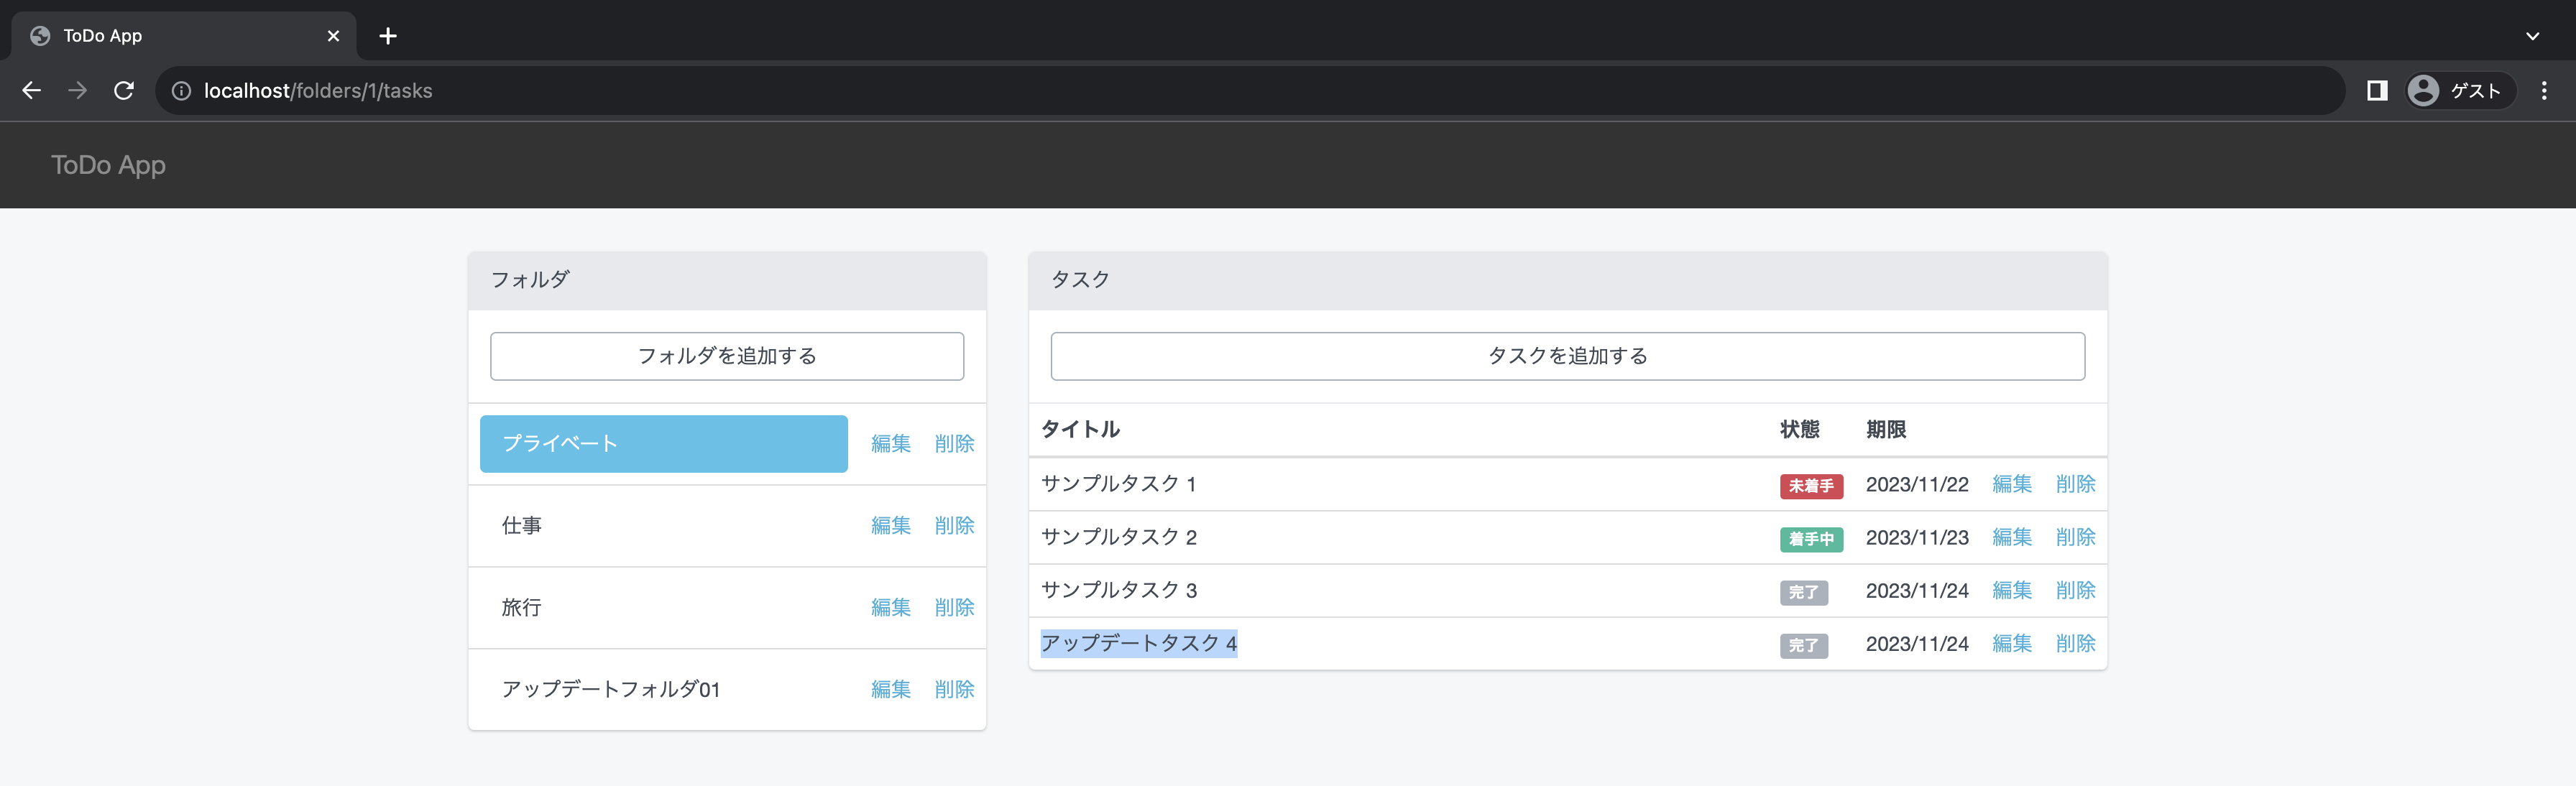 ToDo App
localhost/folders/1/tasks
ゲスト
ToDo App
フォルダ
フォルダを追加する
プライベート 編集 削除
仕事 編集 削除
旅行 編集 削除
アップデートフォルダ01 編集 削除
タスク
タスクを追加する
タイトル 状態 期限
サンプルタスク 1 未着手 2023/11/22 編集 削除
サンプルタスク 2 着手中 2023/11/23 編集 削除
サンプルタスク 3 完了 2023/11/24 編集 削除
アップデートタスク 4 完了 2023/11/24 編集 削除